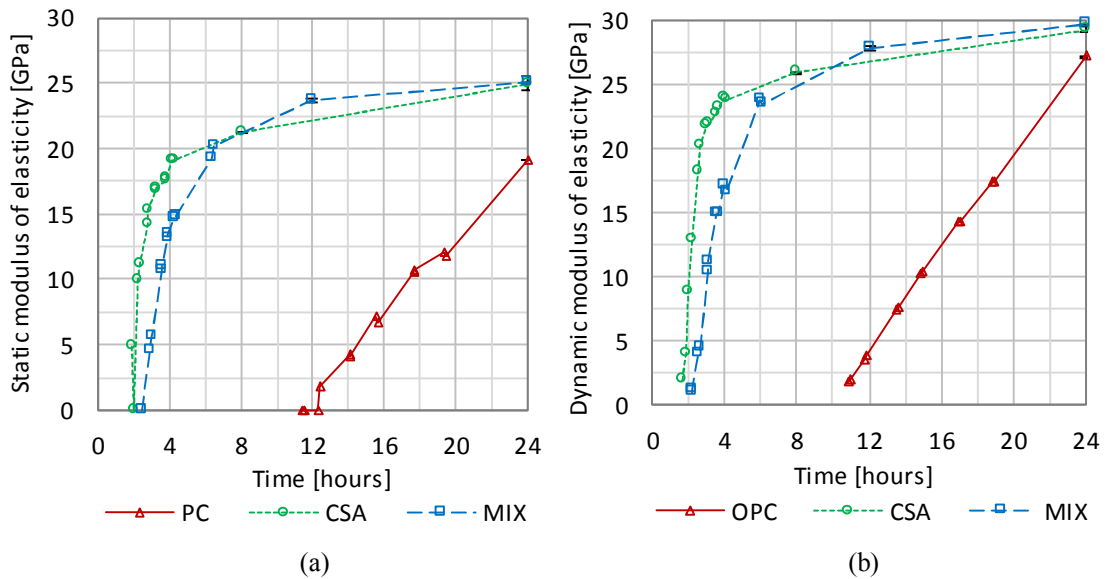 Static modulus of elasticity [GPa]
30
25
20
15
10
5
0
0 4 8 12 16 20 24
Time [hours]
PC CSA MIX
(a)
Dynamic modulus of elasticity [GPa]
30
25
20
15
10
5
0
0 4 8 12 16 20 24
Time [hours]
OPC CSA MIX
(b)